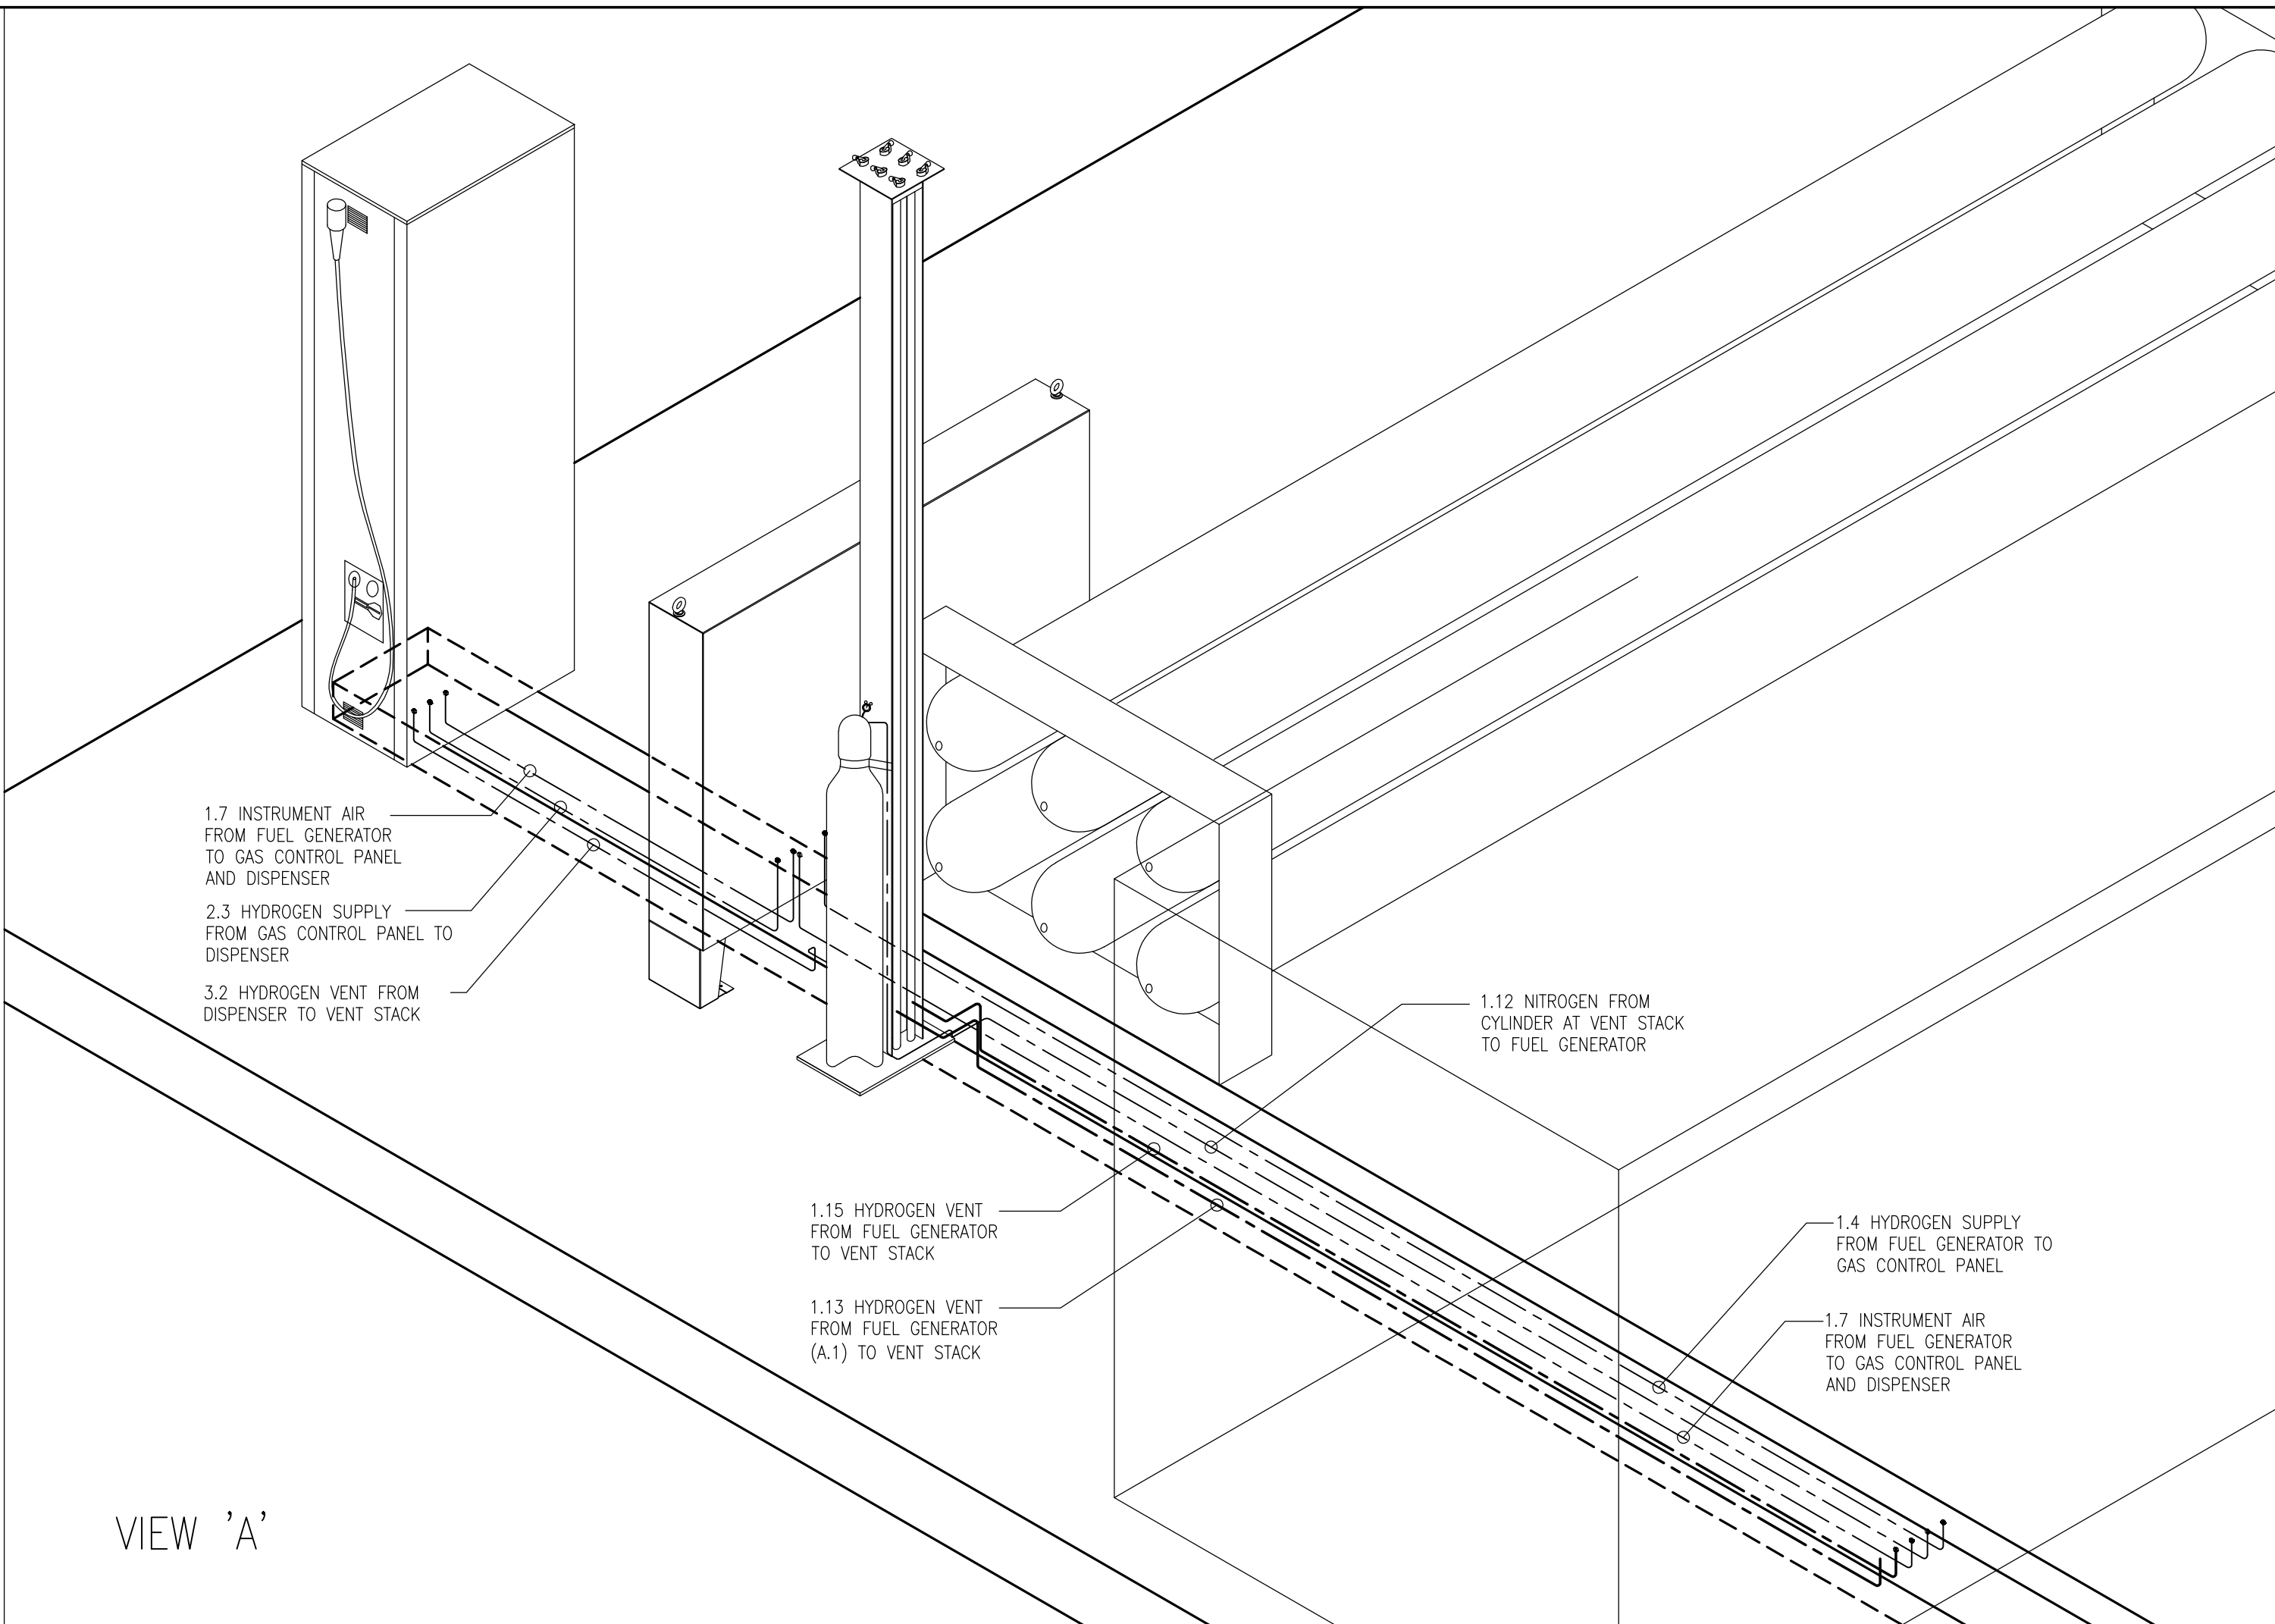 1.7 INSTRUMENT AIR
FROM FUEL GENERATOR
TO GAS CONTROL PANEL
AND DISPENSER
2.3 HYDROGEN SUPPLY
FROM GAS CONTROL PANEL TO
DISPENSER
3.2 HYDROGEN VENT FROM
DISPENSER TO VENT STACK
1.12 NITROGEN FROM
CYLINDER AT VENT STACK
TO FUEL GENERATOR
1.15 HYDROGEN VENT
FROM FUEL GENERATOR
TO VENT STACK
1.13 HYDROGEN VENT
FROM FUEL GENERATOR
(A.1) TO VENT STACK
1.4 HYDROGEN SUPPLY
FROM FUEL GENERATOR TO
GAS CONTROL PANEL
1.7 INSTRUMENT AIR
FROM FUEL GENERATOR
TO GAS CONTROL PANEL
AND DISPENSER
VIEW 'A'